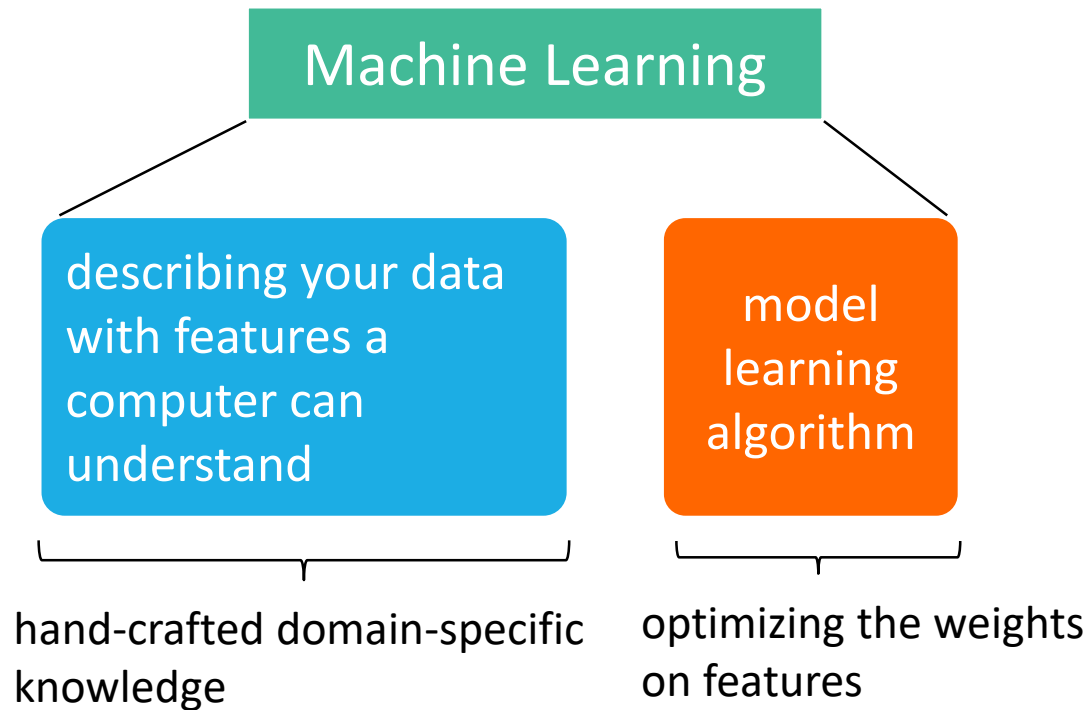 Machine Learning
describing your data
with features a
computer can
understand
model
learning
algorithm
hand-crafted domain-specific
knowledge
optimizing the weights
on features